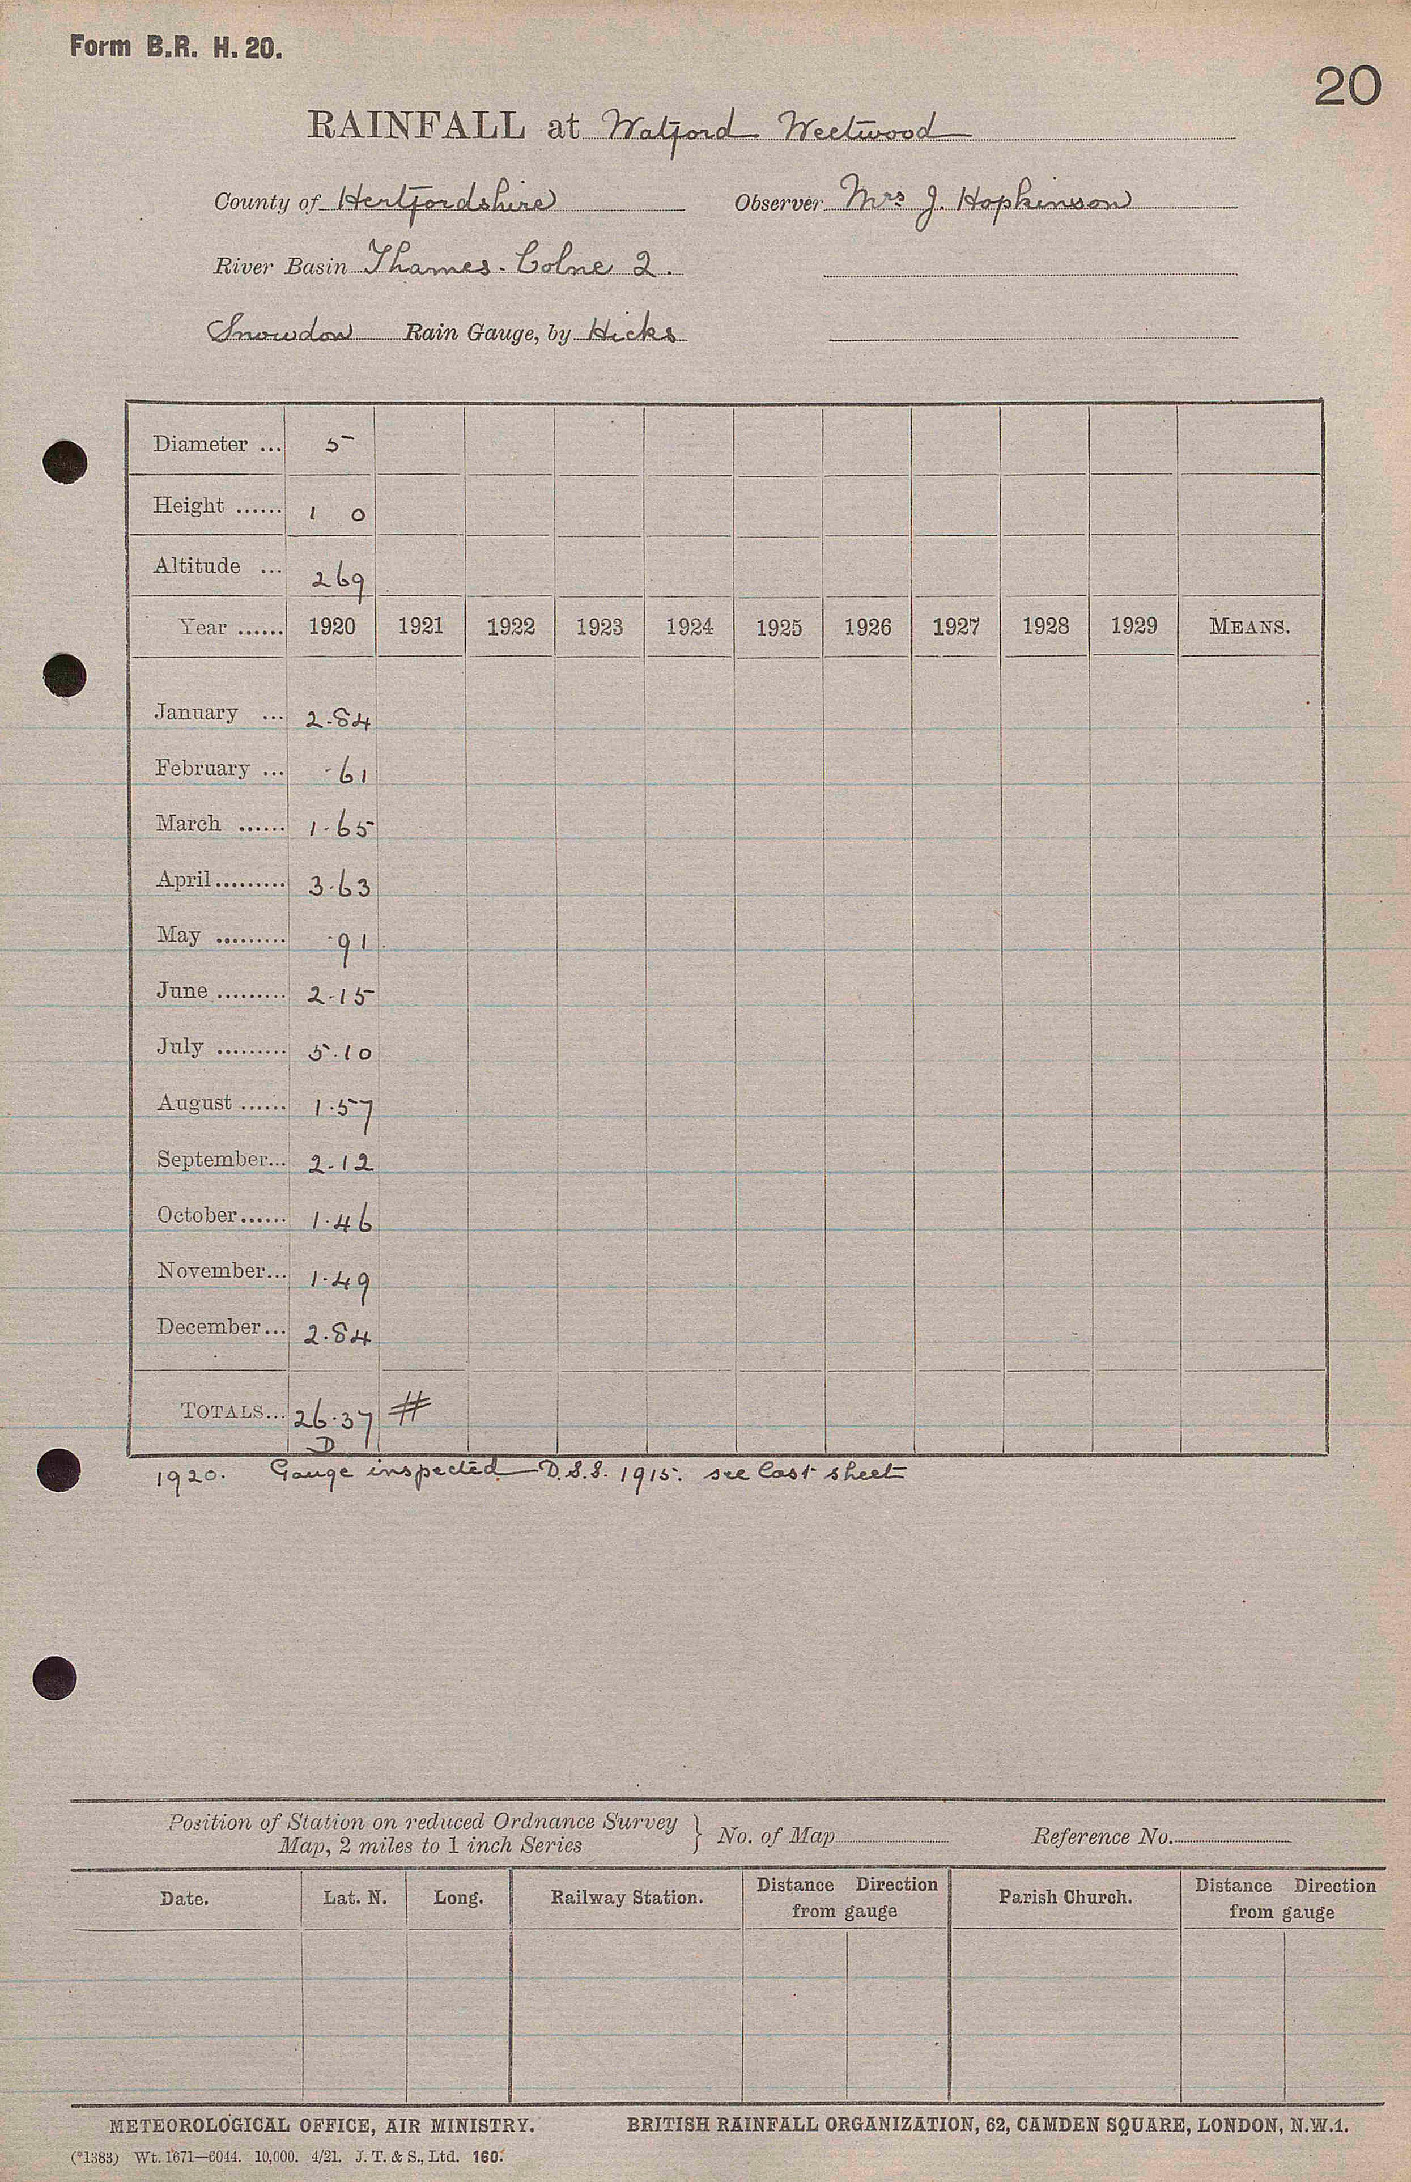 Form B.R. H. 20.
20
RAINFALL at Watford Weetwood
County of Hertfordshire Observer Mrs J. Hopkinson
River Basin Thames. Colne 2.
Snowdon Rain Gauge, by Hicks
Diameter ... 5
Height ...... 1 0
Altitude ... 269
Year ...... 1920 1921 1922 1923 1924 1925 1926 1927 1928 1929 MEANS.
January ... 2.84
February ... .61
March ...... 1.65
April......... 3.63
May ......... .91
June ......... 2.15
July ......... 5.10
August ...... 1.57
September... 2.12
October...... 1.46
November... 1.49
December... 2.84
TOTALS... 26.37 #
D
1920. Gauge inspected D.S.S. 1915. see last sheet
Position of Station on reduced Ordnance Survey
Map, 2 miles to 1 inch Series } No. of Map Reference No.
Date. Lat. N. Long. Railway Station. Distance Direction from gauge Parish Church. Distance Direction from gauge
METEOROLOGICAL OFFICE, AIR MINISTRY. BRITISH RAINFALL ORGANIZATION, 62, CAMDEN SQUARE, LONDON, N.W.1.
(*1383) Wt. 1671—6044. 10,000. 4/21. J. T. & S., Ltd. 160.